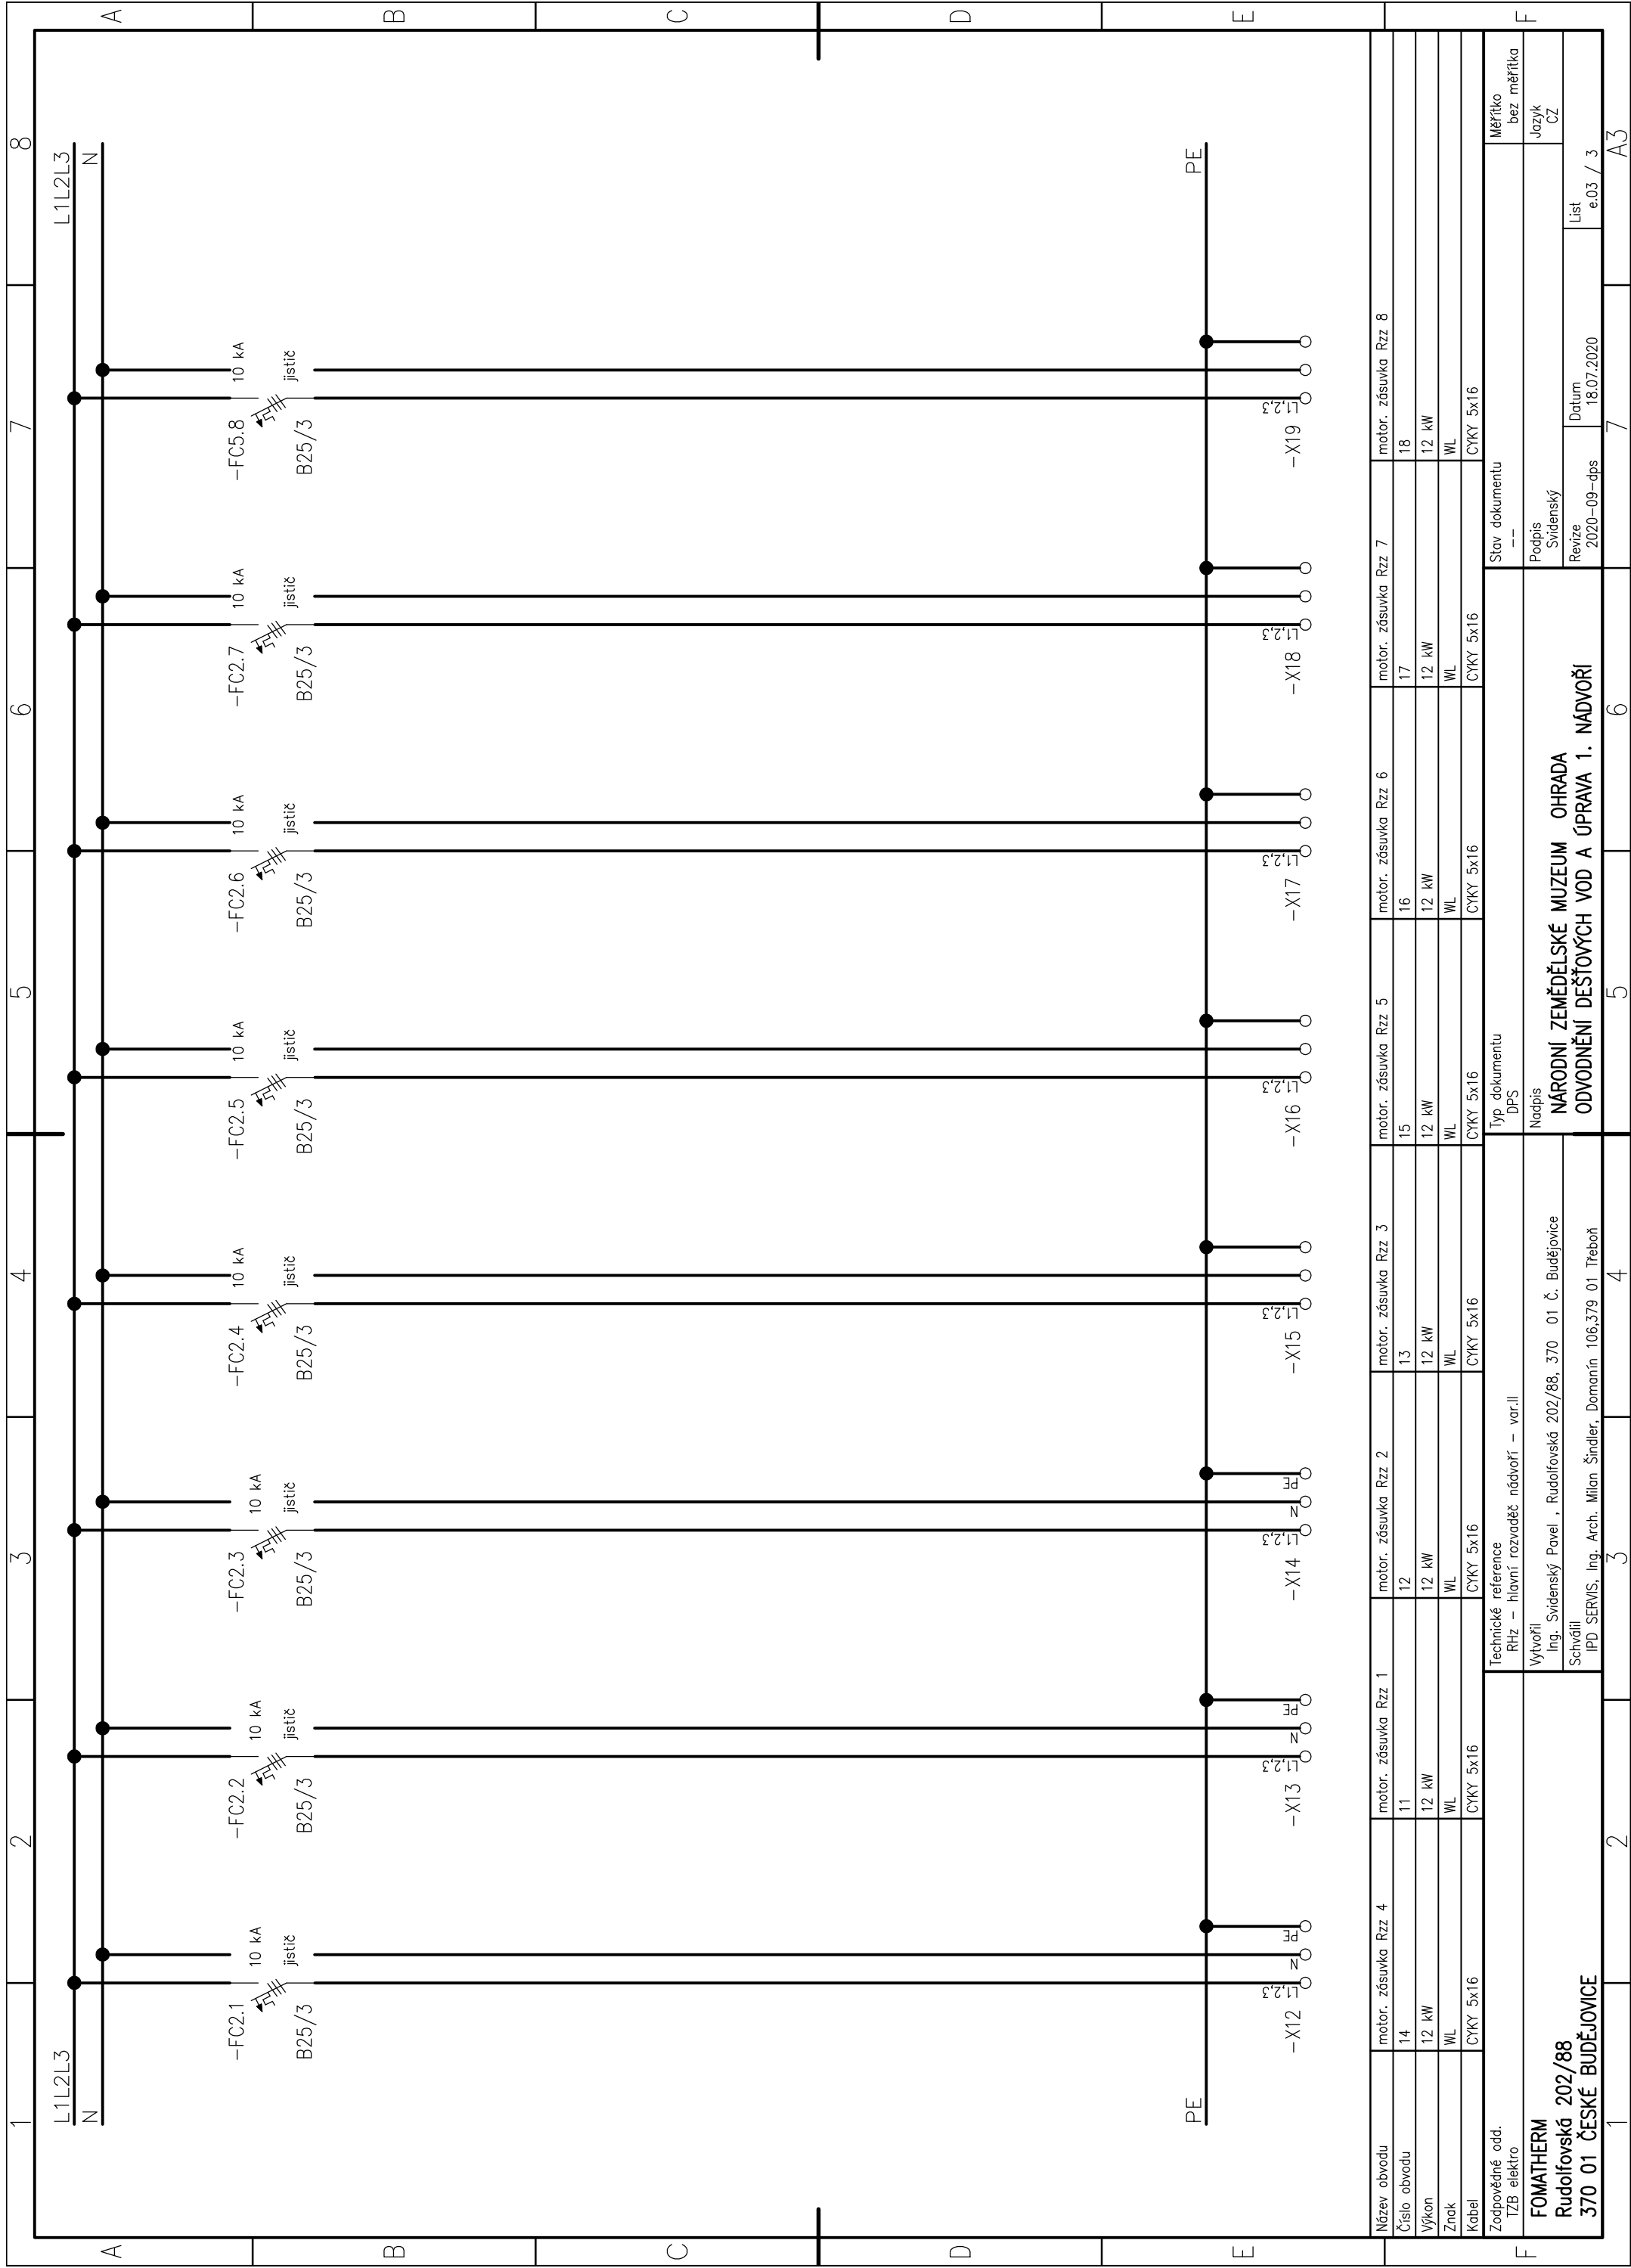 1 2 3 4 5 6 7 8
A
B
C
D
E
F
A
B
C
D
E
F
L1L2L3 L1L2L3
N N
-FC2.1 10 kA -FC2.2 10 kA -FC2.3 10 kA -FC2.4 10 kA -FC2.5 10 kA -FC2.6 10 kA -FC2.7 10 kA -FC5.8 10 kA
jistič jistič jistič jistič jistič jistič jistič jistič
B25/3 B25/3 B25/3 B25/3 B25/3 B25/3 B25/3 B25/3
PE PE
L1,2,3 N PE L1,2,3 N PE L1,2,3 N PE L1,2,3 L1,2,3 L1,2,3 L1,2,3 L1,2,3
-X12 -X13 -X14 -X15 -X16 -X17 -X18 -X19
Název obvodu motor. zásuvka Rzz 4 motor. zásuvka Rzz 1 motor. zásuvka Rzz 2 motor. zásuvka Rzz 3 motor. zásuvka Rzz 5 motor. zásuvka Rzz 6 motor. zásuvka Rzz 7 motor. zásuvka Rzz 8
Číslo obvodu 14 11 12 13 15 16 17 18
Výkon 12 kW 12 kW 12 kW 12 kW 12 kW 12 kW 12 kW 12 kW
Znak WL WL WL WL WL WL WL WL
Kabel CYKY 5x16 CYKY 5x16 CYKY 5x16 CYKY 5x16 CYKY 5x16 CYKY 5x16 CYKY 5x16 CYKY 5x16
Zodpovědné odd.
TZB elektro
FOMATHERM
Rudolfovská 202/88
370 01 ČESKÉ BUDĚJOVICE
Technické reference
RHz - hlavní rozvaděč nádvoří - var.II
Vytvořil
Ing. Svidenský Pavel , Rudolfovská 202/88, 370 01 Č. Budějovice
Schválil
IPD SERVIS, Ing. Arch. Milan Šindler, Domanín 106,379 01 Třeboň
Typ dokumentu
DPS
Nadpis
NÁRODNÍ ZEMĚDĚLSKÉ MUZEUM OHRADA
ODVODNĚNÍ DEŠŤOVÝCH VOD A ÚPRAVA 1. NÁDVOŘÍ
Stav dokumentu
--
Měřítko
bez měřítka
Podpis
Svidenský
Jazyk
CZ
Revize
2020-09-dps
Datum
18.07.2020
List
e.03 / 3
1 2 3 4 5 6 7 A3